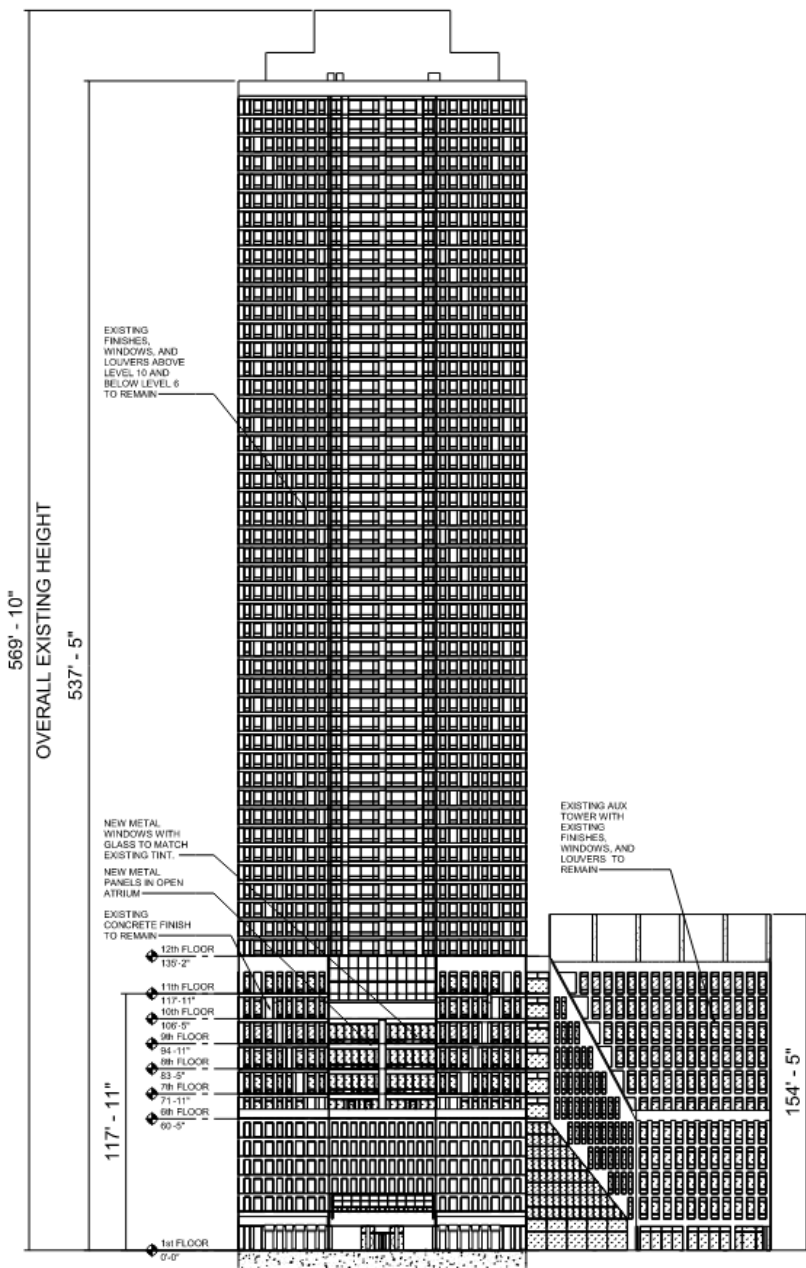 569' - 10"
OVERALL EXISTING HEIGHT
537' - 5"
EXISTING
FINISHES,
WINDOWS, AND
LOUVERS ABOVE
LEVEL 10 AND
BELOW LEVEL 6
TO REMAIN
NEW METAL
WINDOWS WITH
GLASS TO MATCH
EXISTING TINT.
NEW METAL
PANELS IN OPEN
ATRIUM
EXISTING
CONCRETE FINISH
TO REMAIN
EXISTING AUX
TOWER WITH
EXISTING
FINISHES,
WINDOWS, AND
LOUVERS TO
REMAIN
12th FLOOR
135'-2"
11th FLOOR
117'-11"
10th FLOOR
106'-5"
9th FLOOR
94'-11"
8th FLOOR
83'-5"
7th FLOOR
71'-11"
6th FLOOR
60'-5"
1st FLOOR
0'-0"
117' - 11"
154' - 5"